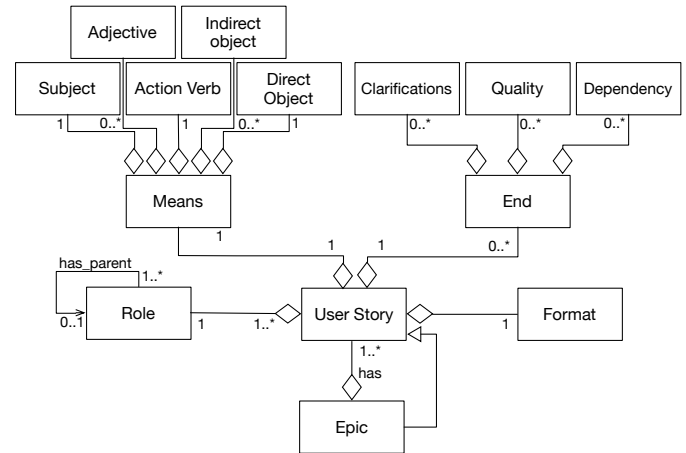 Adjective
Indirect
object
Subject
Action Verb
Direct
Object
Clarifications
Quality
Dependency
1
0..*
1
0..*
1
0..*
0..*
0..*
Means
End
1
1
1
0..*
has_parent
1..*
0..1
Role
1
1..*
User Story
1
Format
1..*
has
Epic